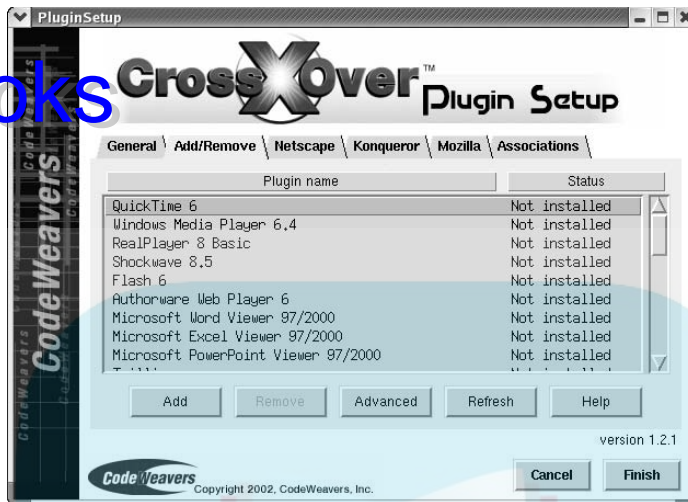 PluginSetup
CrossOver™
Plugin Setup
oks
General Add/Remove Netscape Konqueror Mozilla Associations
Plugin name Status
QuickTime 6 Not installed
Windows Media Player 6.4 Not installed
RealPlayer 8 Basic Not installed
Shockwave 8.5 Not installed
Flash 6 Not installed
Authorware Web Player 6 Not installed
Microsoft Word Viewer 97/2000 Not installed
Microsoft Excel Viewer 97/2000 Not installed
Microsoft PowerPoint Viewer 97/2000 Not installed
Add Remove Advanced Refresh Help
version 1.2.1
CodeWeavers
Copyright 2002, CodeWeavers, Inc.
Cancel Finish
CodeWeavers